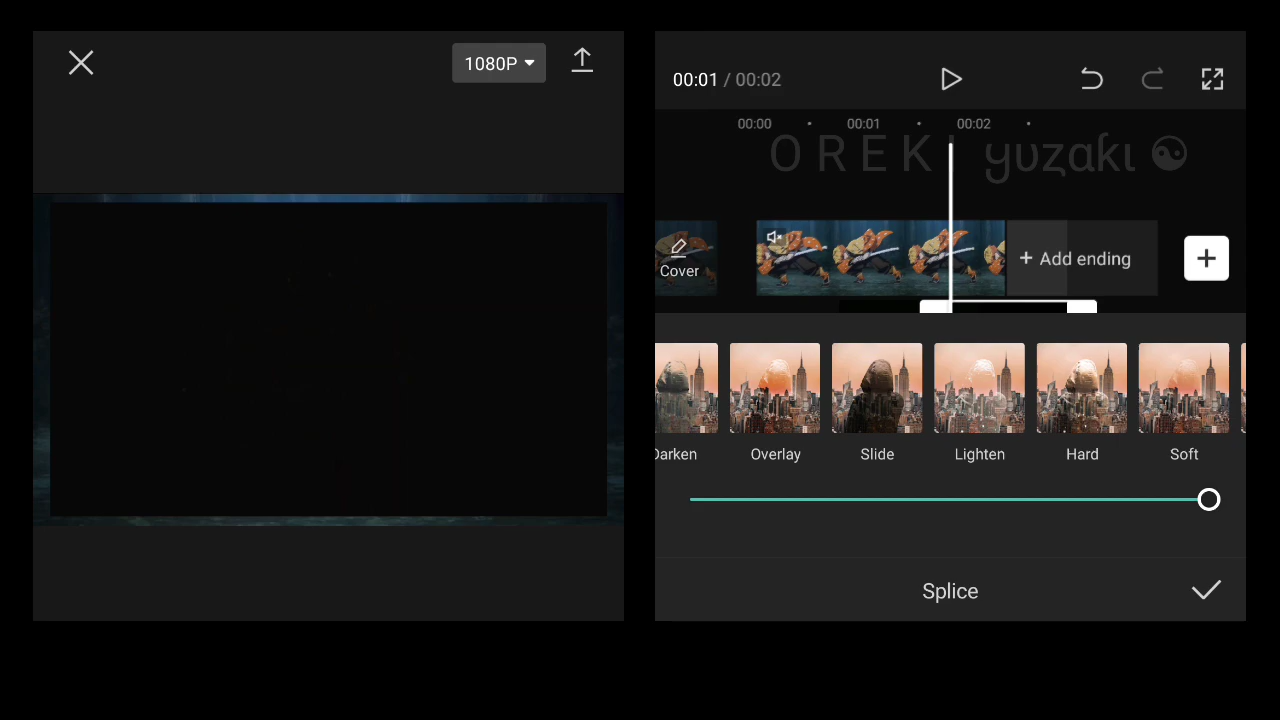 1080P
00:01 / 00:02
00:00
00:01
00:02
O R E K I yυzαƙι ☯
Cover
+ Add ending
+
Darken
Overlay
Slide
Lighten
Hard
Soft
Splice